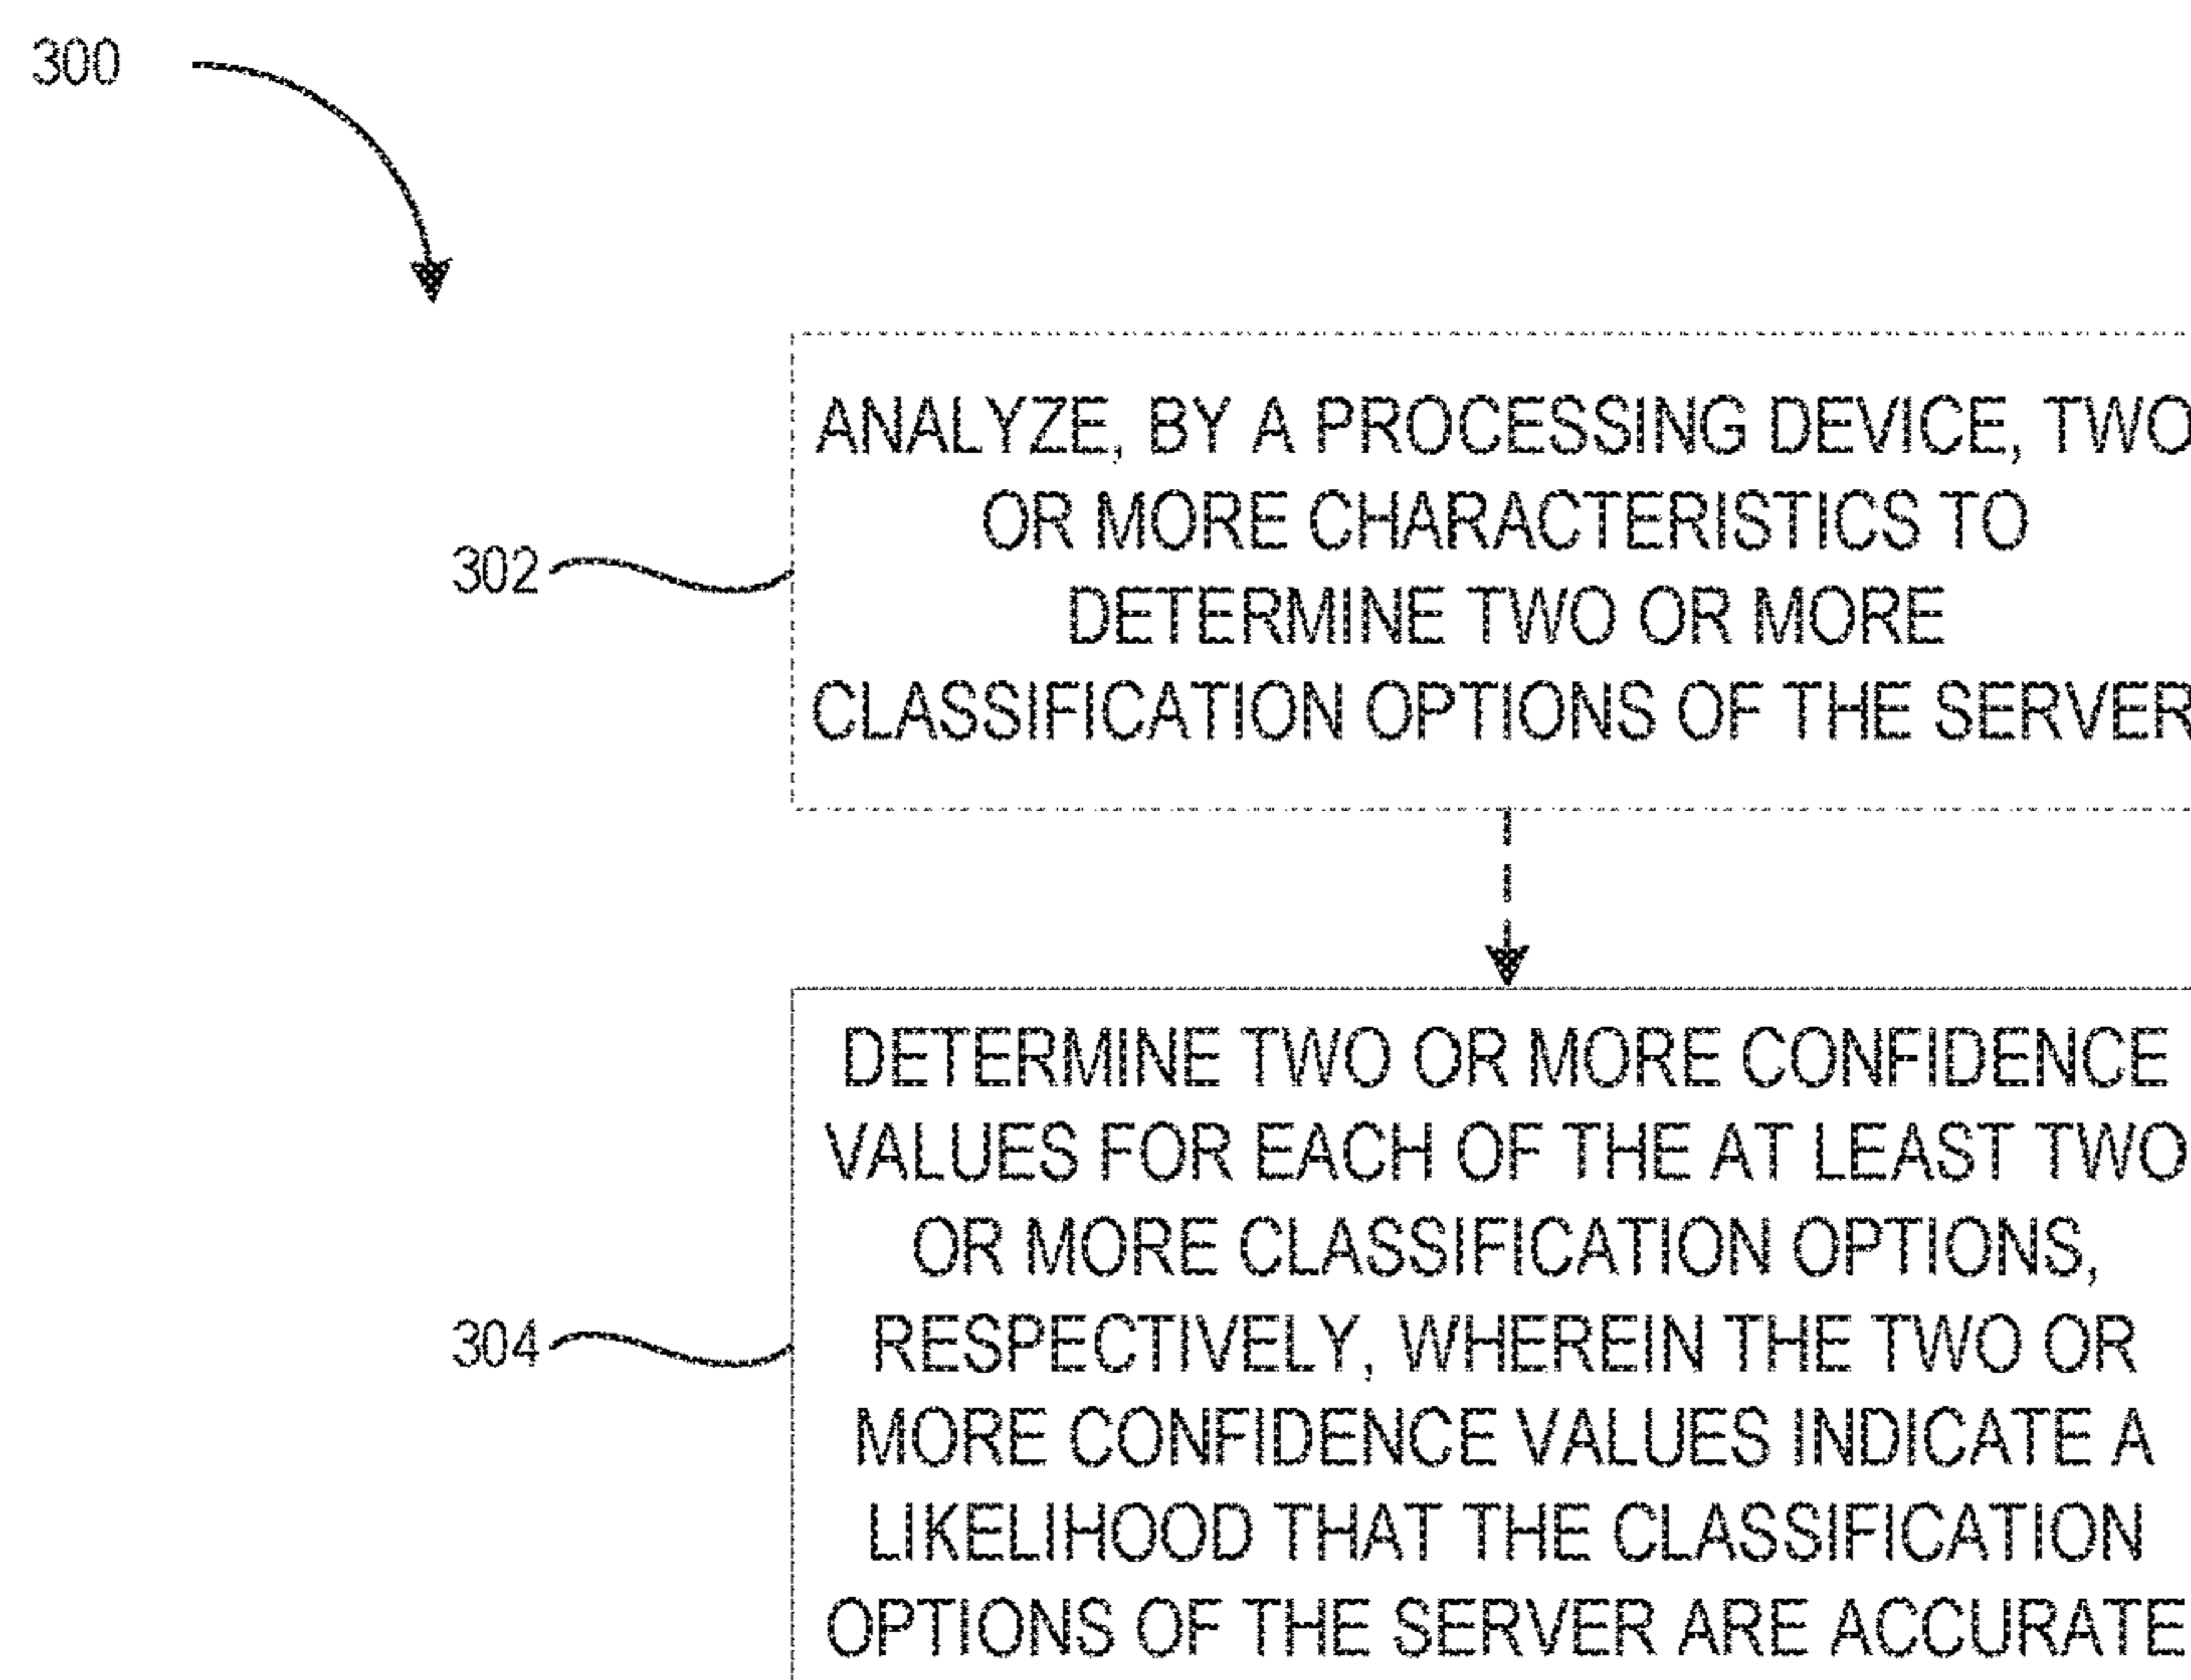 300
302
ANALYZE, BY A PROCESSING DEVICE, TWO
OR MORE CHARACTERISTICS TO
DETERMINE TWO OR MORE
CLASSIFICATION OPTIONS OF THE SERVER
304
DETERMINE TWO OR MORE CONFIDENCE
VALUES FOR EACH OF THE AT LEAST TWO
OR MORE CLASSIFICATION OPTIONS,
RESPECTIVELY, WHEREIN THE TWO OR
MORE CONFIDENCE VALUES INDICATE A
LIKELIHOOD THAT THE CLASSIFICATION
OPTIONS OF THE SERVER ARE ACCURATE